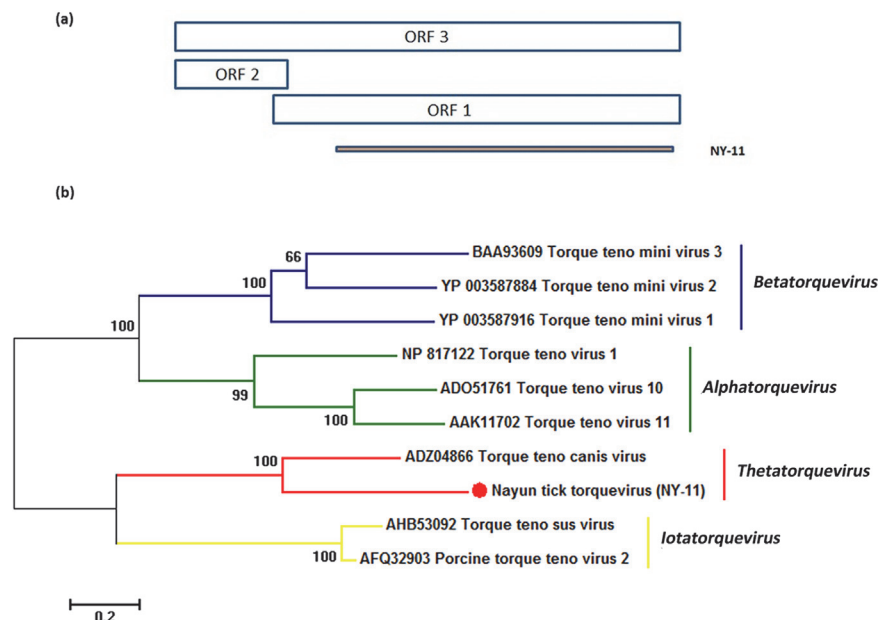 (a)
ORF 3
ORF 2
ORF 1
NY-11
(b)
66
BAA93609 Torque teno mini virus 3
100
YP 003587884 Torque teno mini virus 2
Betatorquevirus
YP 003587916 Torque teno mini virus 1
100
NP 817122 Torque teno virus 1
99
ADO51761 Torque teno virus 10
Alphatorquevirus
100
AAK11702 Torque teno virus 11
100
ADZ04866 Torque teno canis virus
Thetatorquevirus
Nayun tick torquevirus (NY-11)
AHB53092 Torque teno sus virus
Iotatorquevirus
100
AFQ32903 Porcine torque teno virus 2
0.2